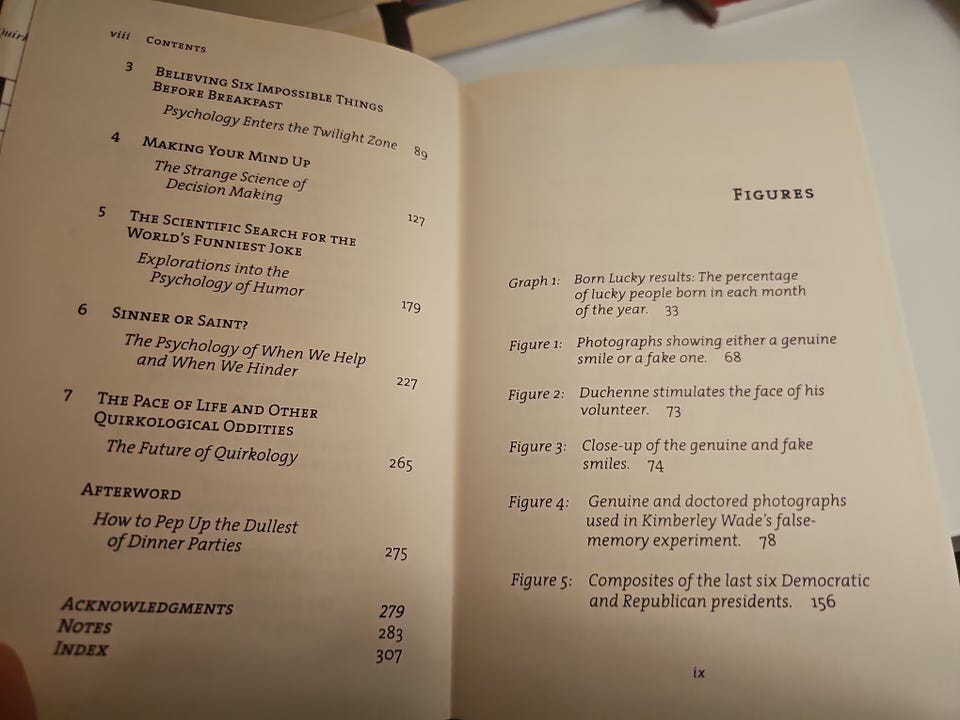 viii Contents
3 Believing Six Impossible Things
Before Breakfast
Psychology Enters the Twilight Zone 89
4 Making Your Mind Up
The Strange Science of
Decision Making 127
5 The Scientific Search for the
World's Funniest Joke
Explorations into the
Psychology of Humor 179
6 Sinner or Saint?
The Psychology of When We Help
and When We Hinder 227
7 The Pace of Life and Other
Quirkological Oddities
The Future of Quirkology 265
Afterword
How to Pep Up the Dullest
of Dinner Parties 275
Acknowledgments 279
Notes 283
Index 307
Figures
Graph 1: Born Lucky results: The percentage
of lucky people born in each month
of the year. 33
Figure 1: Photographs showing either a genuine
smile or a fake one. 68
Figure 2: Duchenne stimulates the face of his
volunteer. 73
Figure 3: Close-up of the genuine and fake
smiles. 74
Figure 4: Genuine and doctored photographs
used in Kimberley Wade's false-
memory experiment. 78
Figure 5: Composites of the last six Democratic
and Republican presidents. 156
ix